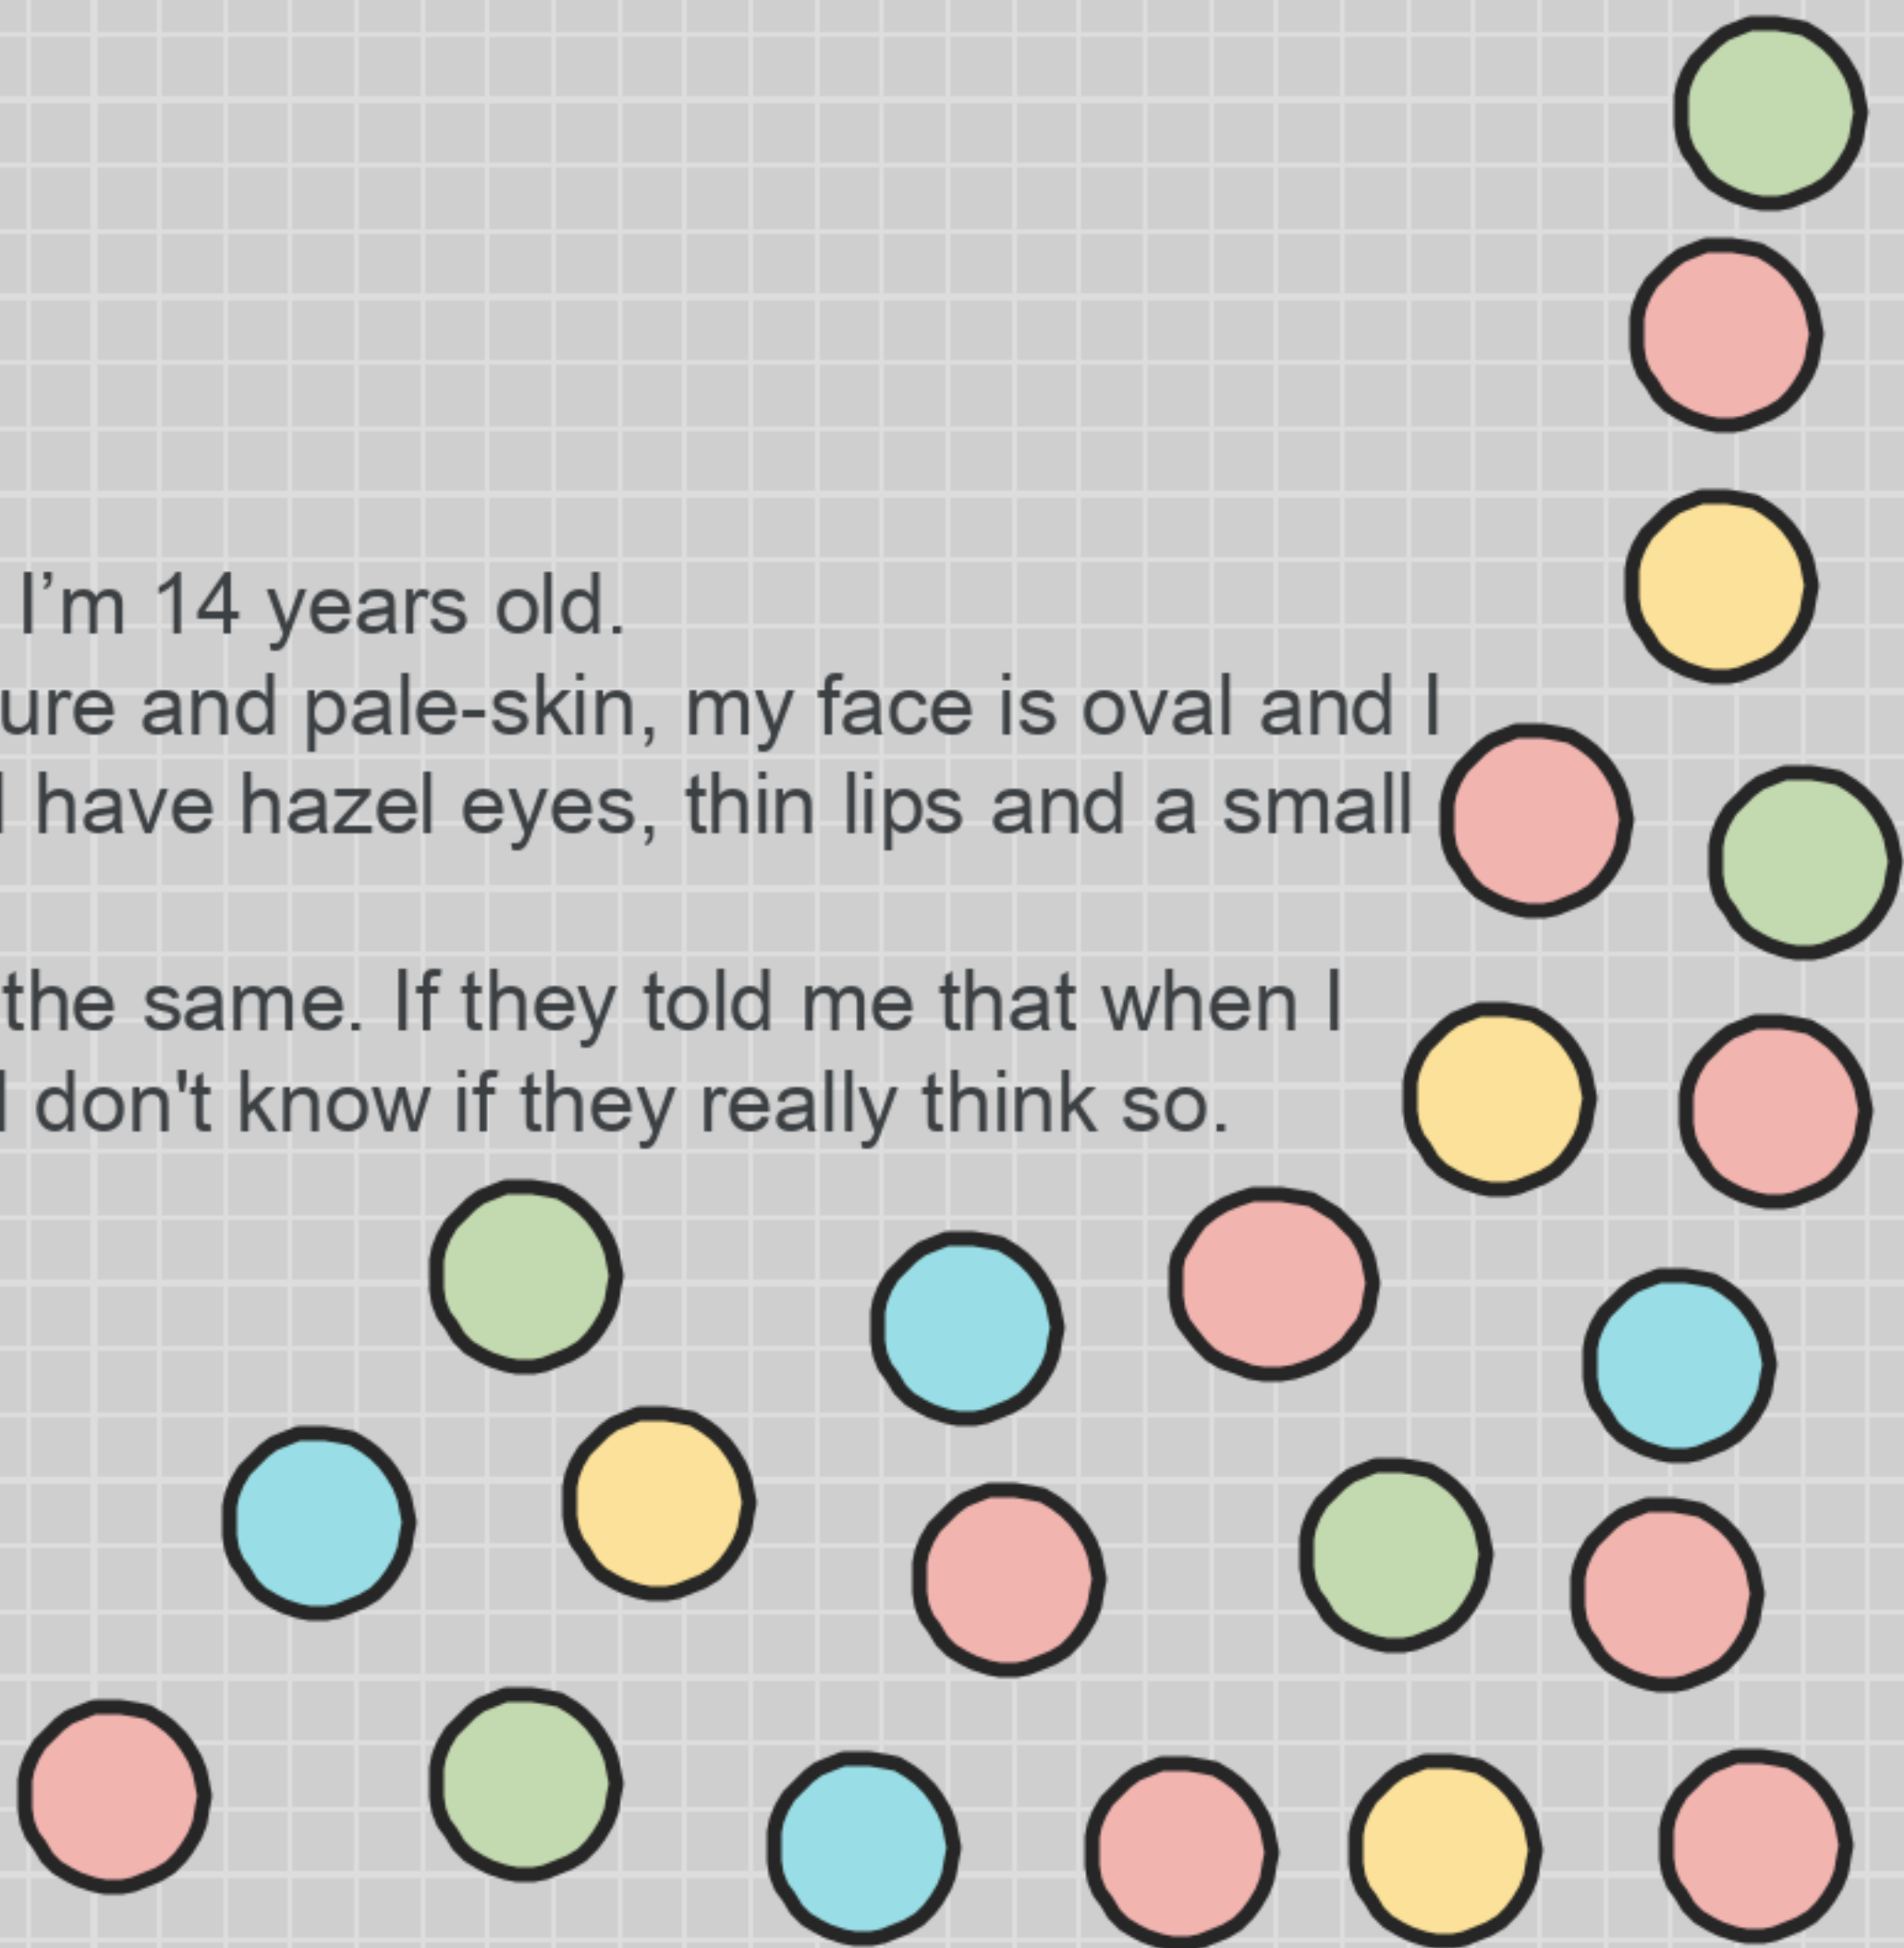 I’m 14 years old.
ure and pale-skin, my face is oval and I
I have hazel eyes, thin lips and a small
the same. If they told me that when I
I don't know if they really think so.